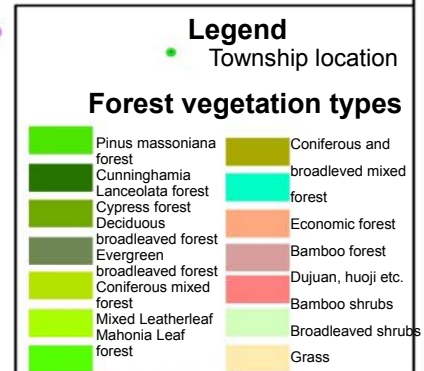 Legend
Township location
Forest vegetation types
Pinus massoniana
forest
Cunninghamia
Lanceolata forest
Cypress forest
Deciduous
broadleaved forest
Evergreen
broadleaved forest
Coniferous mixed
forest
Mixed Leatherleaf
Mahonia Leaf
forest
Coniferous and
broadleved mixed
forest
Economic forest
Bamboo forest
Dujuan, huoji etc.
Bamboo shrubs
Broadleaved shrubs
Grass